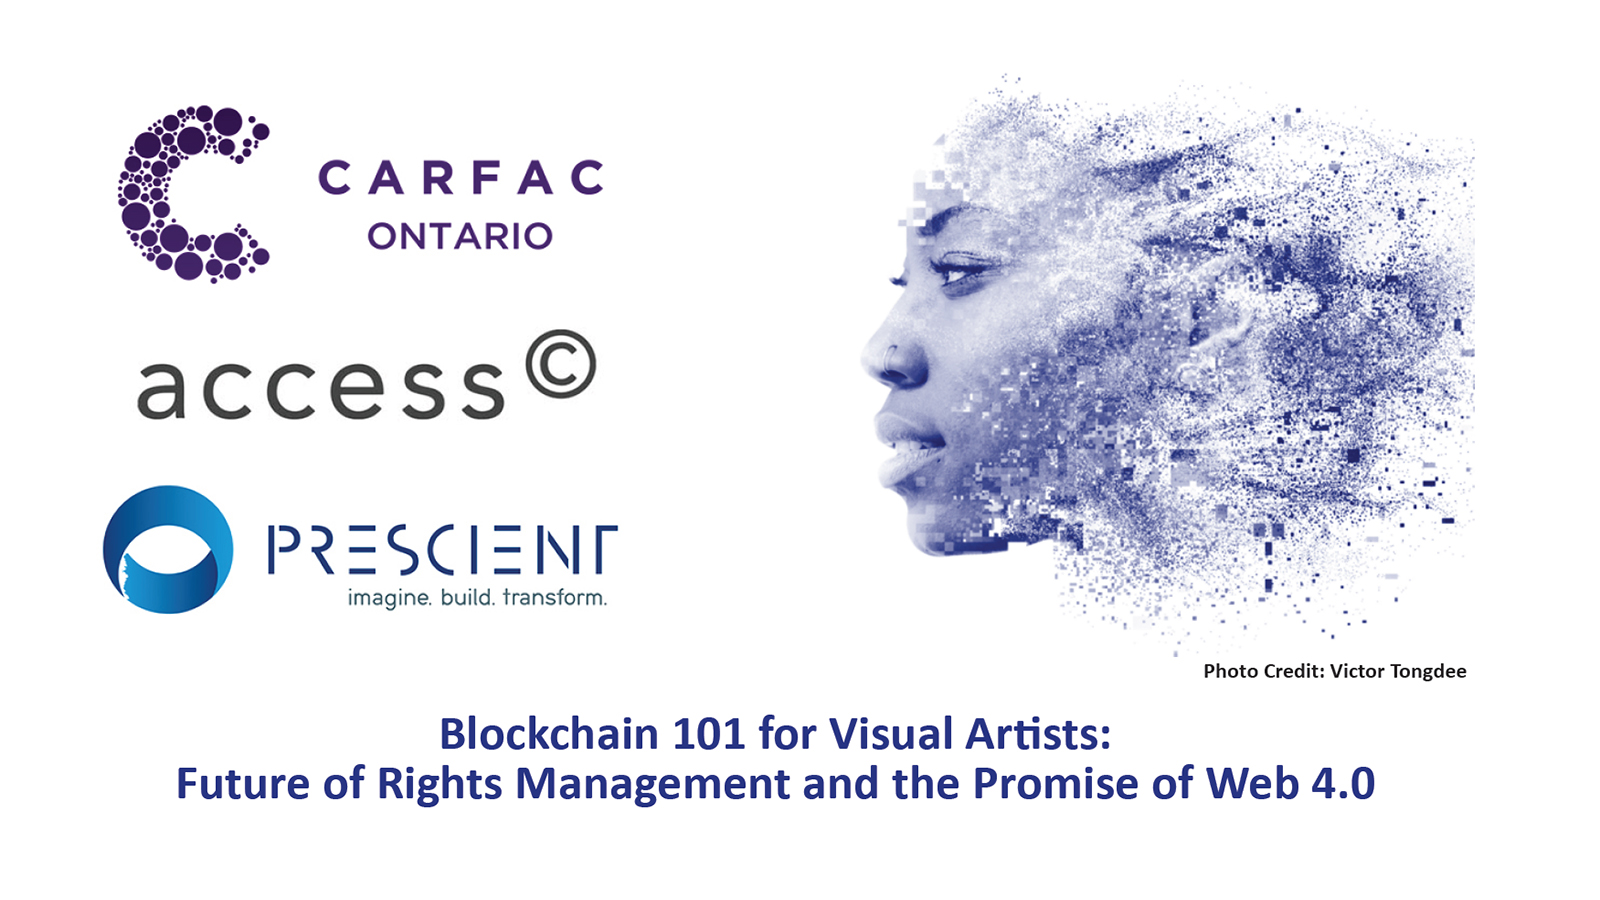 CARFAC
ONTARIO
access©
PRESCIENT
imagine. build. transform.
Photo Credit: Victor Tongdee
Blockchain 101 for Visual Artists:
Future of Rights Management and the Promise of Web 4.0